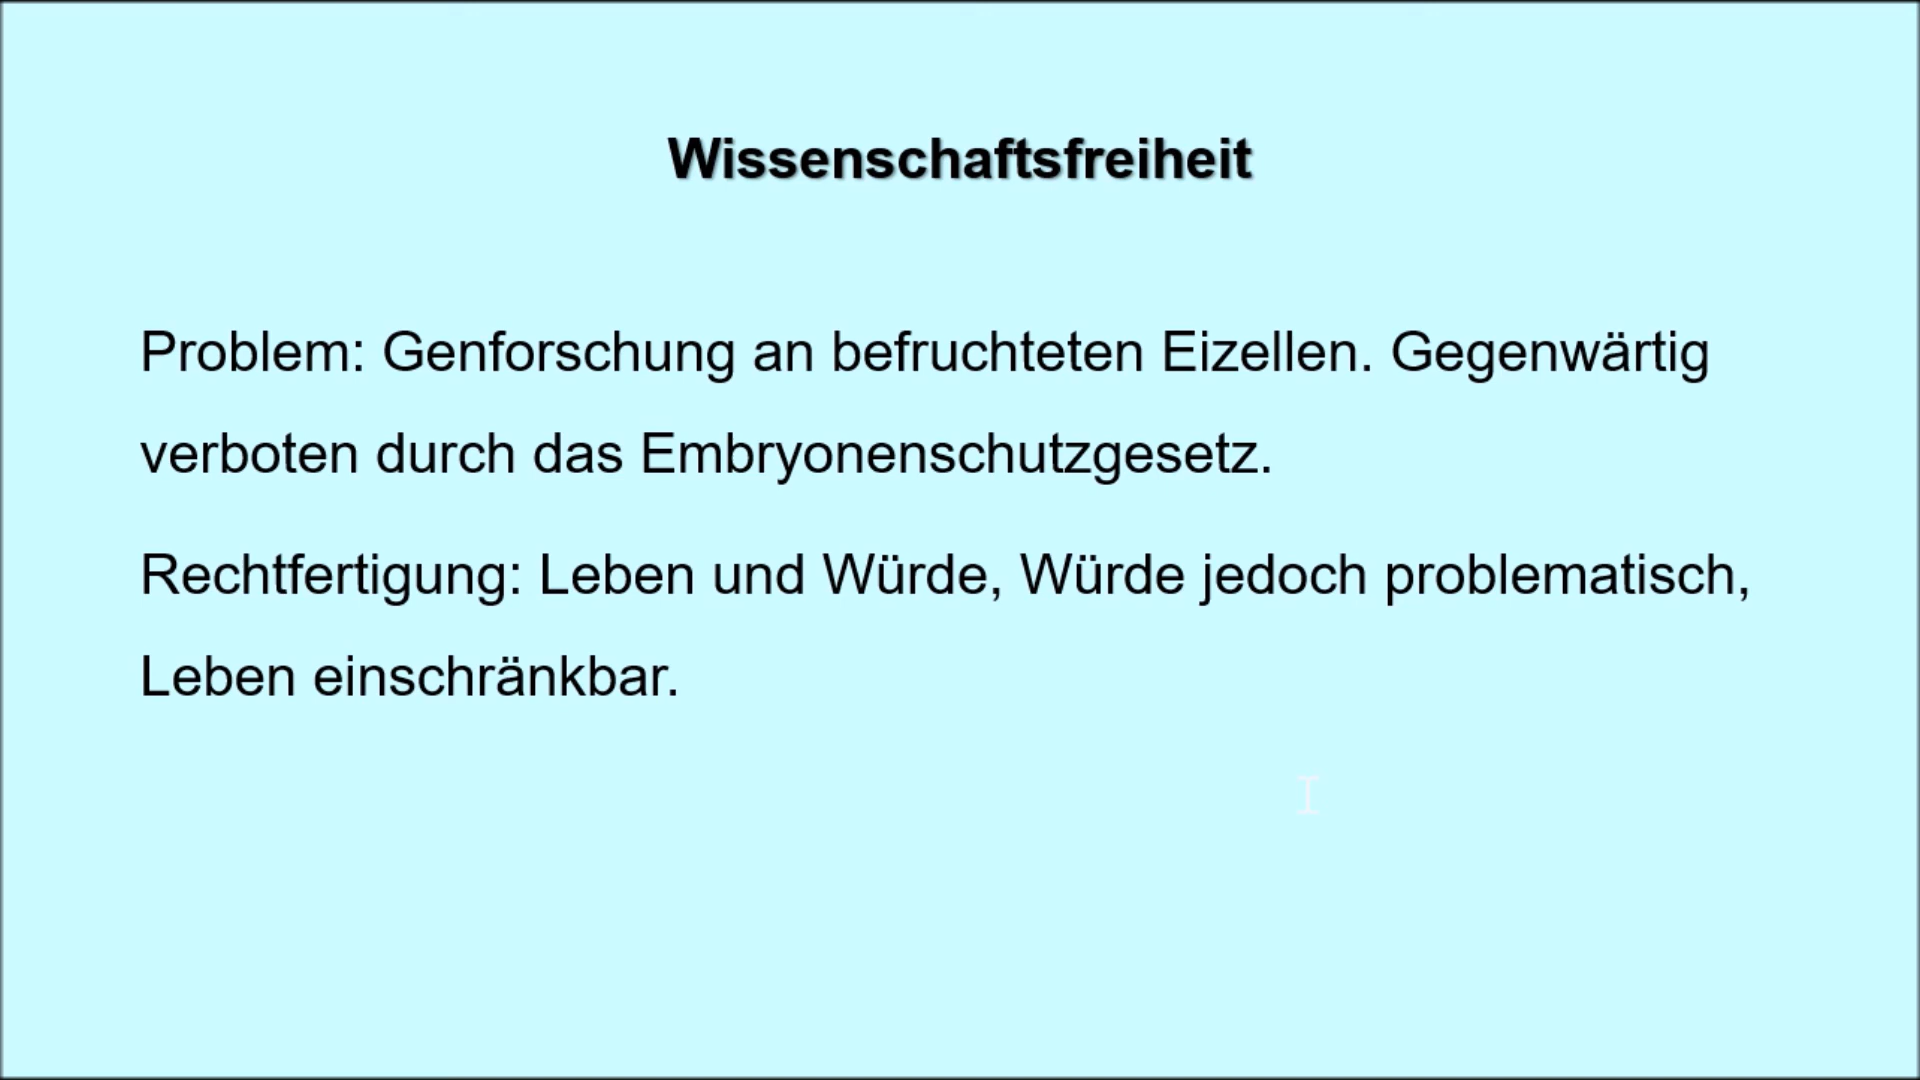 Wissenschaftsfreiheit
Problem: Genforschung an befruchteten Eizellen. Gegenwärtig
verboten durch das Embryonenschutzgesetz.
Rechtfertigung: Leben und Würde, Würde jedoch problematisch,
Leben einschränkbar.